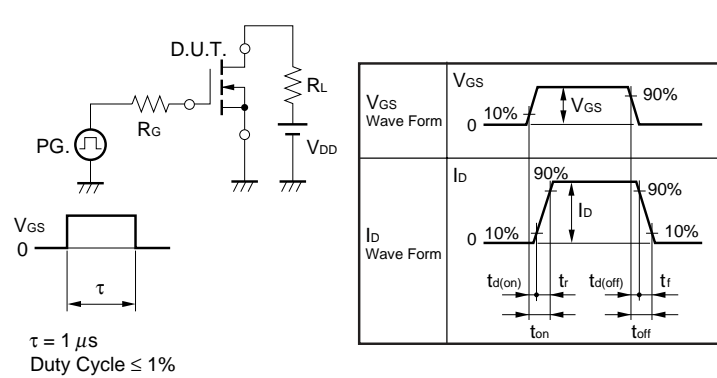 D.U.T.
RG
RL
PG.
VDD
VGS
0
τ
τ = 1 μs
Duty Cycle ≤ 1%
VGS
Wave Form
VGS
0
10%
VGS
90%
ID
Wave Form
ID
0
10%
90%
ID
90%
10%
td(on)
tr
td(off)
tf
ton
toff